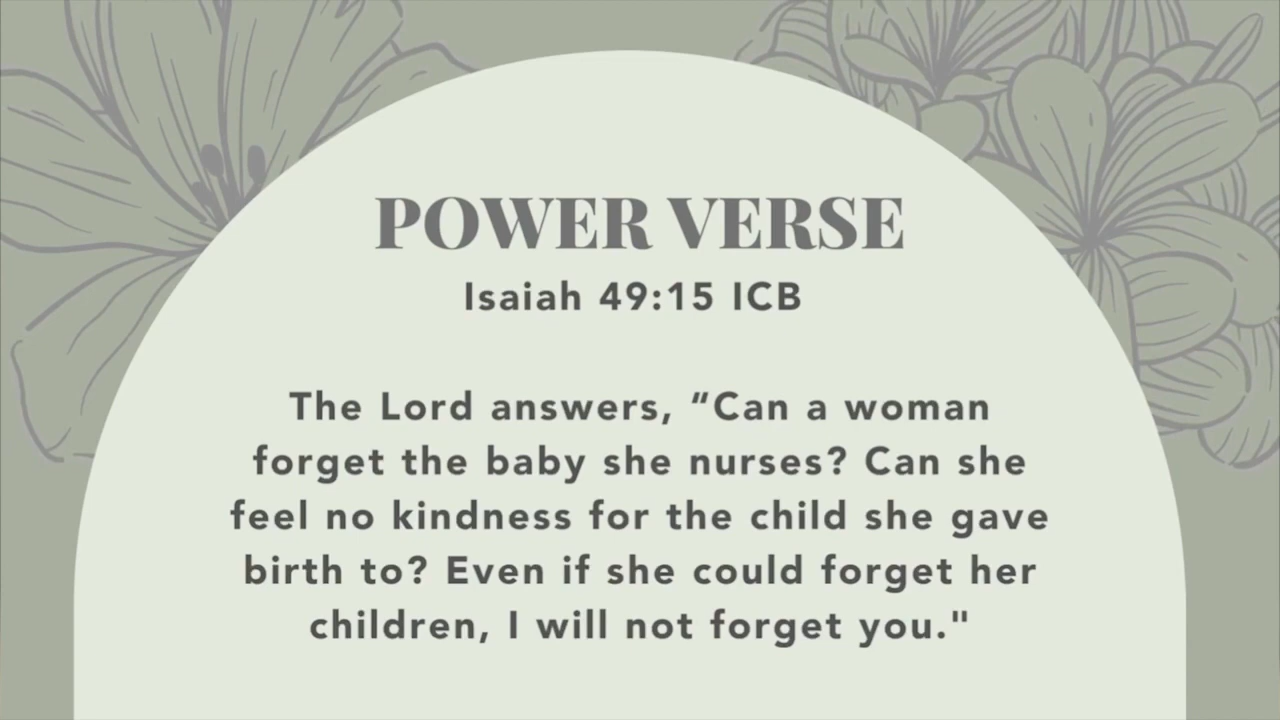 POWER VERSE
Isaiah 49:15 ICB
The Lord answers, “Can a woman
forget the baby she nurses? Can she
feel no kindness for the child she gave
birth to? Even if she could forget her
children, I will not forget you."